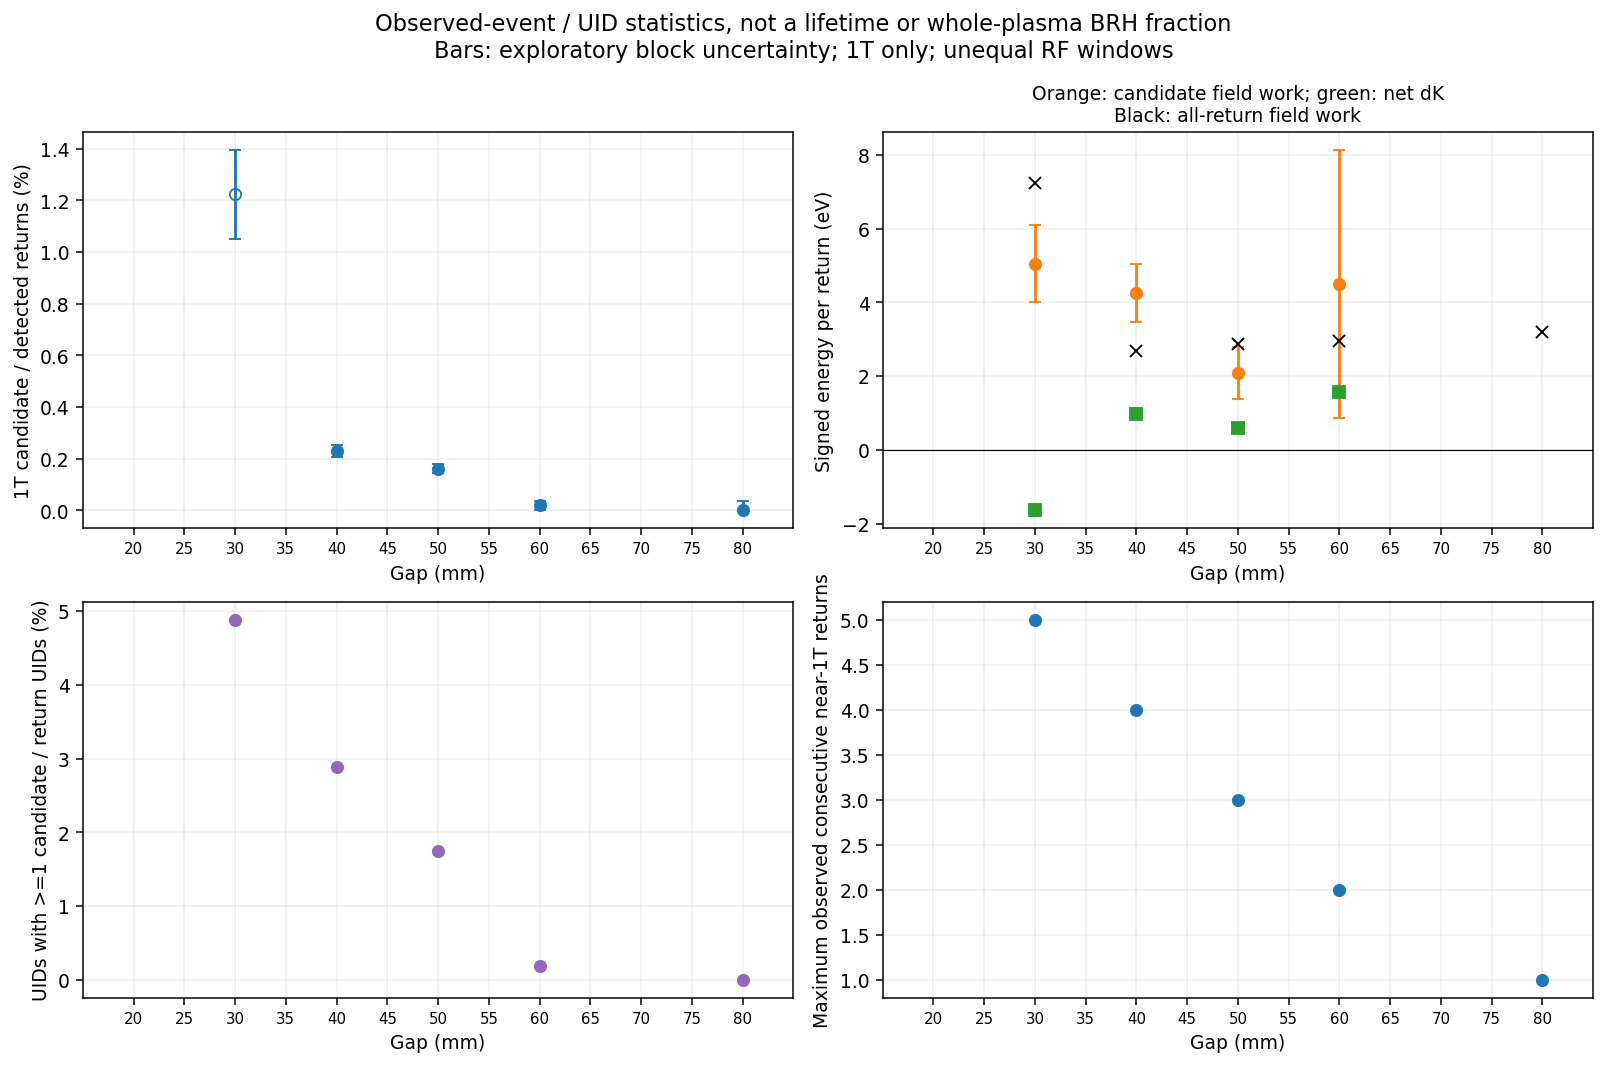 Observed-event / UID statistics, not a lifetime or whole-plasma BRH fraction
Bars: exploratory block uncertainty; 1T only; unequal RF windows
1T candidate / detected returns (%)
1.4
1.2
1.0
0.8
0.6
0.4
0.2
0.0
20 25 30 35 40 45 50 55 60 65 70 75 80
Gap (mm)
Orange: candidate field work; green: net dK
Black: all-return field work
Signed energy per return (eV)
8
6
4
2
0
−2
20 25 30 35 40 45 50 55 60 65 70 75 80
Gap (mm)
UIDs with >=1 candidate / return UIDs (%)
5
4
3
2
1
0
20 25 30 35 40 45 50 55 60 65 70 75 80
Gap (mm)
Maximum observed consecutive near-1T returns
5.0
4.5
4.0
3.5
3.0
2.5
2.0
1.5
1.0
20 25 30 35 40 45 50 55 60 65 70 75 80
Gap (mm)